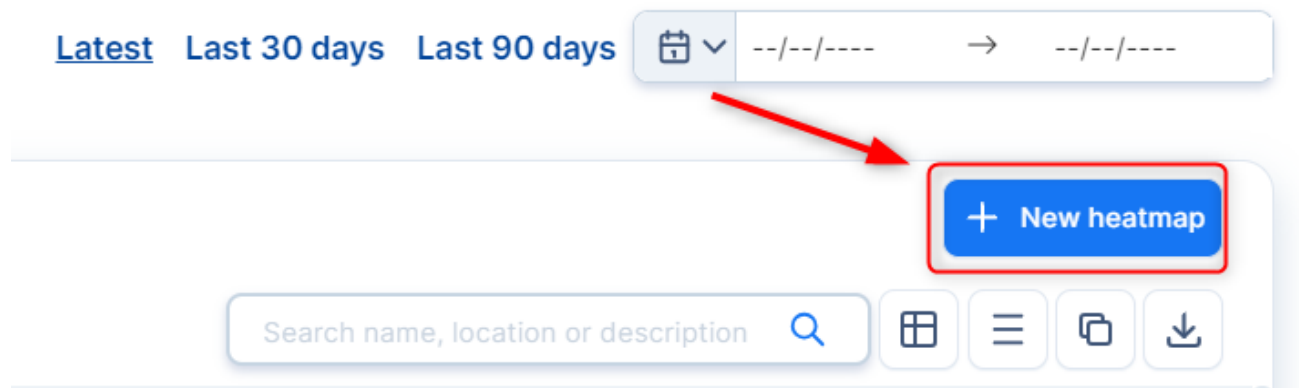 Latest Last 30 days Last 90 days --/--/---- → --/--/----
+ New heatmap
Search name, location or description